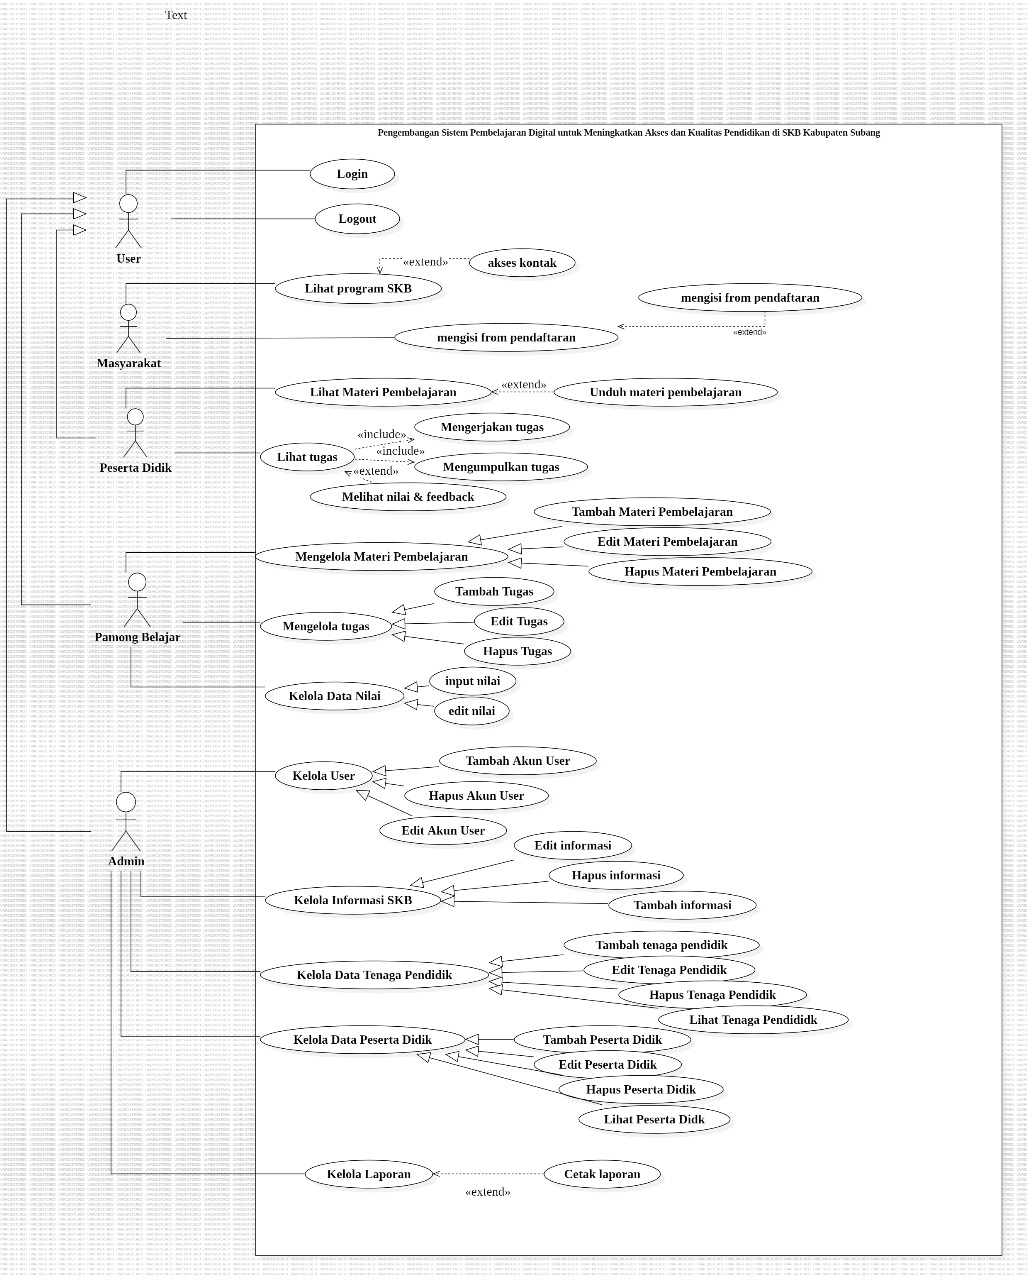 Text
Pengembangan Sistem Pembelajaran Digital untuk Meningkatkan Akses dan Kualitas Pendidikan di SKB Kabupaten Subang
Login
Logout
User
«extend»
akses kontak
Lihat program SKB
mengisi from pendaftaran
«extend»
mengisi from pendaftaran
Masyarakat
Lihat Materi Pembelajaran
«extend»
Unduh materi pembelajaran
Mengerjakan tugas
«include»
«include»
Lihat tugas
Mengumpulkan tugas
«extend»
Peserta Didik
Melihat nilai & feedback
Tambah Materi Pembelajaran
Edit Materi Pembelajaran
Mengelola Materi Pembelajaran
Hapus Materi Pembelajaran
Tambah Tugas
Edit Tugas
Mengelola tugas
Pamong Belajar
Hapus Tugas
input nilai
Kelola Data Nilai
edit nilai
Tambah Akun User
Kelola User
Hapus Akun User
Edit Akun User
Edit informasi
Admin
Hapus informasi
Kelola Informasi SKB
Tambah informasi
Tambah tenaga pendidik
Edit Tenaga Pendidik
Kelola Data Tenaga Pendidik
Hapus Tenaga Pendidik
Lihat Tenaga Pendididk
Kelola Data Peserta Didik
Tambah Peserta Didik
Edit Peserta Didik
Hapus Peserta Didik
Lihat Peserta Didk
Kelola Laporan
Cetak laporan
«extend»